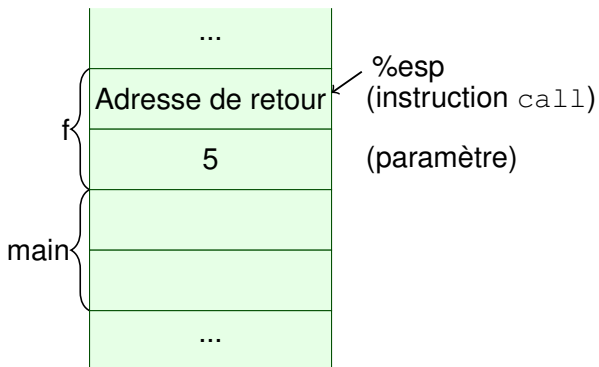 ...
%esp
Adresse de retour
(instruction call)
f
5
(paramètre)
main
...